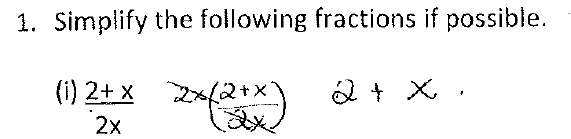 1. Simplify the following fractions if possible.
(i) 2+ x / 2x 2x(2+x / 2x) 2 + x .